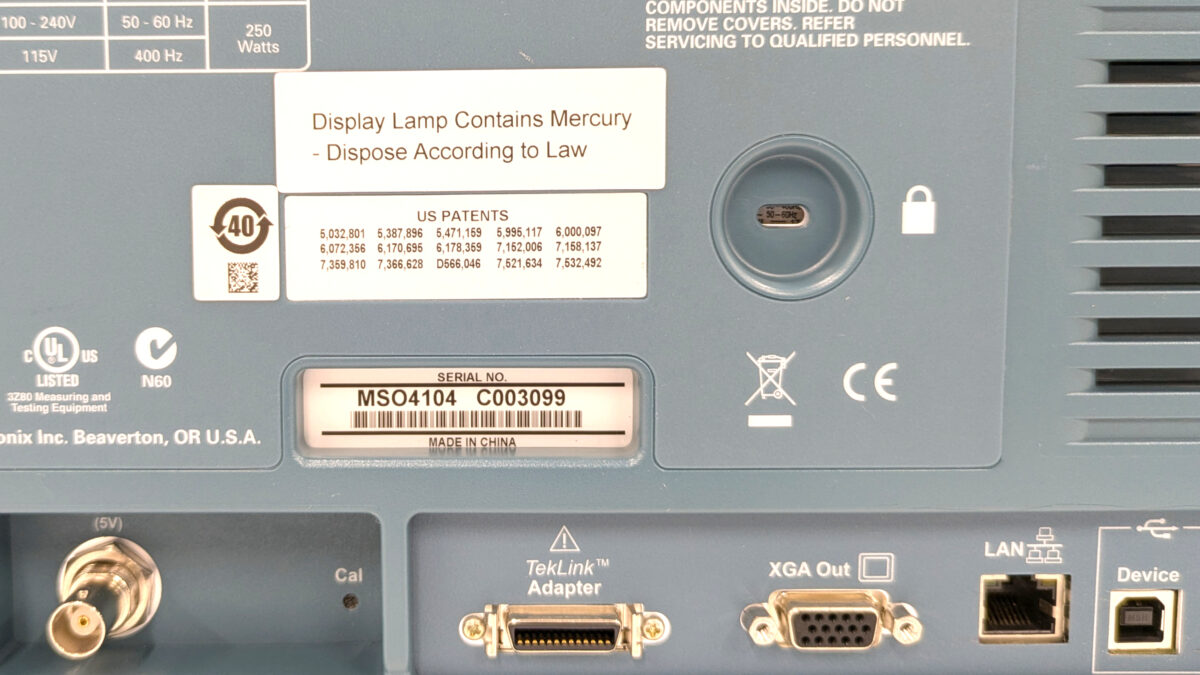 100 - 240V 50 - 60 Hz 250 Watts
115V 400 Hz
COMPONENTS INSIDE. DO NOT
REMOVE COVERS. REFER
SERVICING TO QUALIFIED PERSONNEL.
Display Lamp Contains Mercury
- Dispose According to Law
40
US PATENTS
5,032,801 5,387,896 5,471,159 5,995,117 6,000,097
6,072,356 6,170,695 6,178,359 7,152,006 7,158,137
7,359,810 7,366,628 D566,046 7,521,634 7,532,492
50-60Hz
C UL US
LISTED
3Z80 Measuring and
Testing Equipment
N60
onix Inc. Beaverton, OR U.S.A.
SERIAL NO.
MSO4104 C003099
MADE IN CHINA
CE
(5V)
Cal
TekLink™
Adapter
XGA Out
LAN
Device